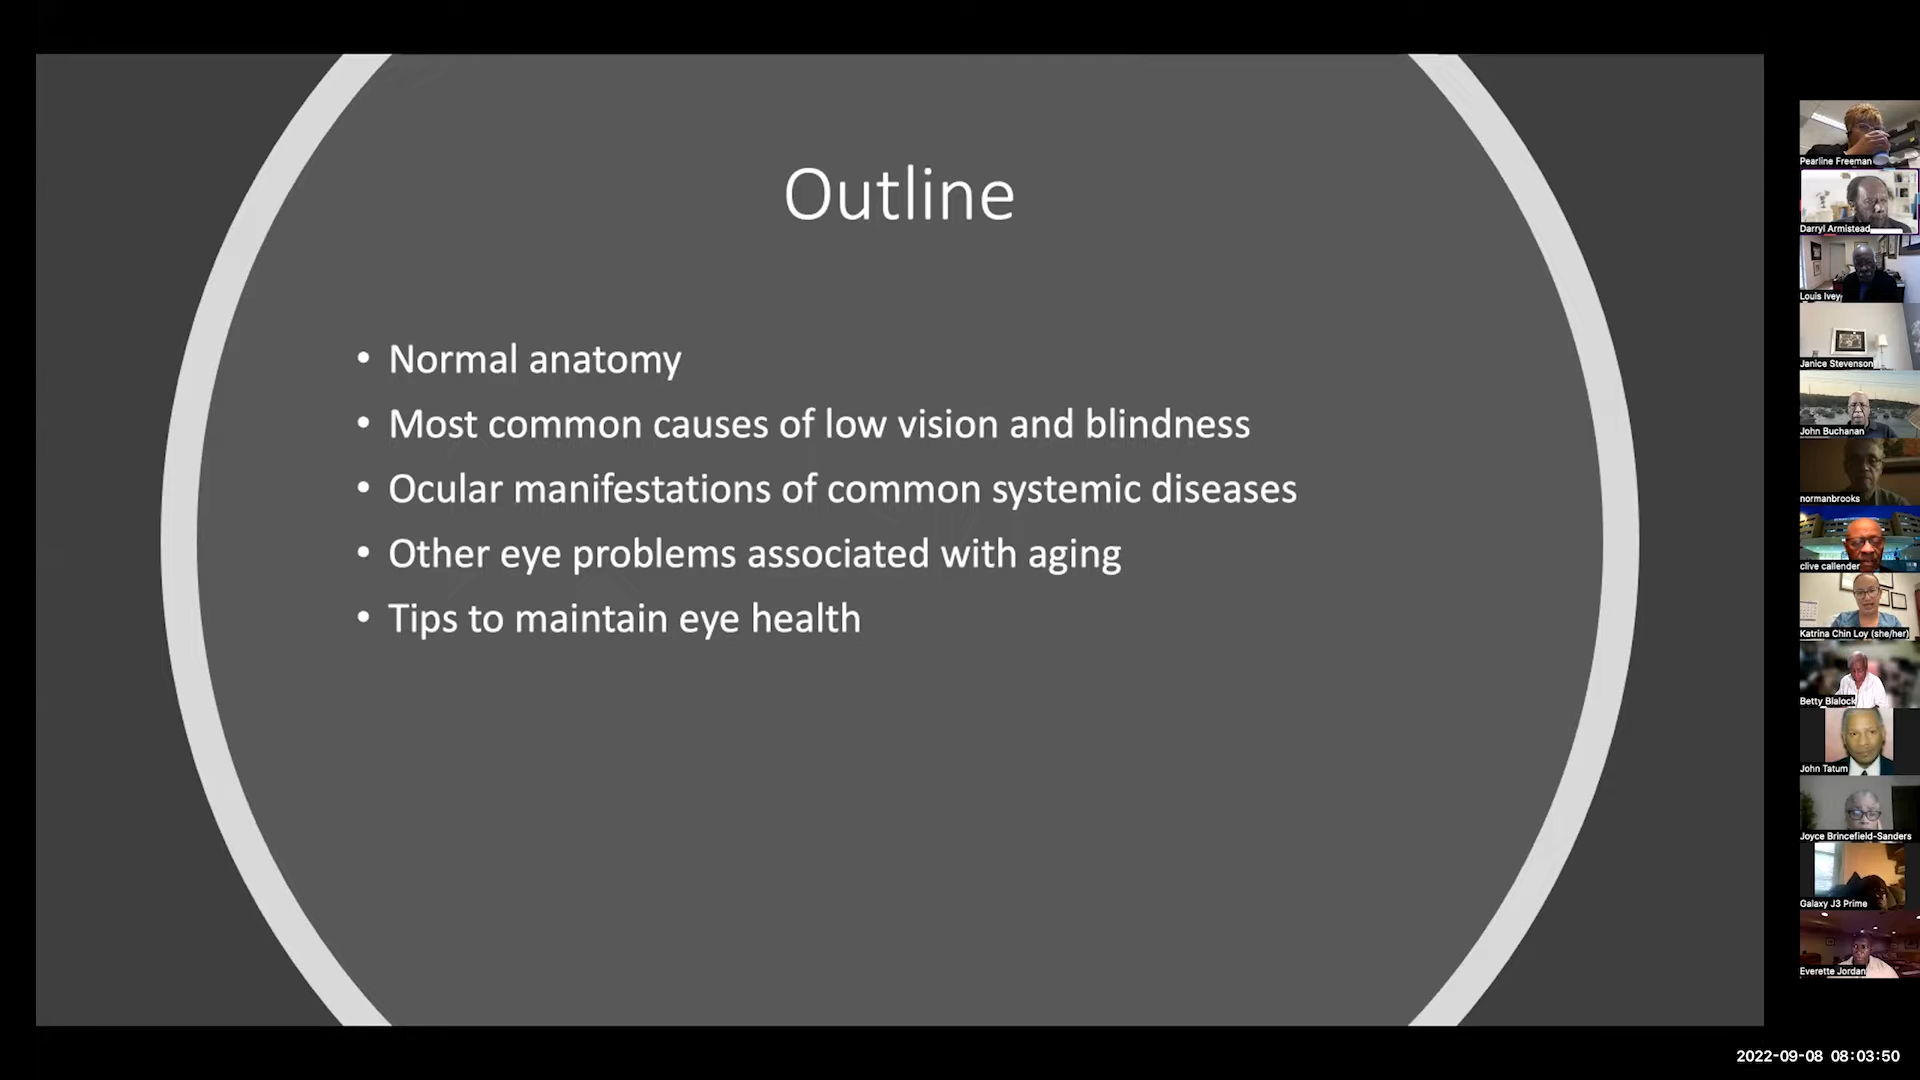 Outline
• Normal anatomy
• Most common causes of low vision and blindness
• Ocular manifestations of common systemic diseases
• Other eye problems associated with aging
• Tips to maintain eye health
Pearline Freeman
Darryl Armistead
Louis Ivey
Janice Stevenson
John Buchanan
normanbrooks
clive callender
Katrina Chin Loy (she/her)
Betty Blalock
John Tatum
Joyce Brincefield-Sanders
Galaxy J3 Prime
Everette Jordan
2022-09-08 08:03:50